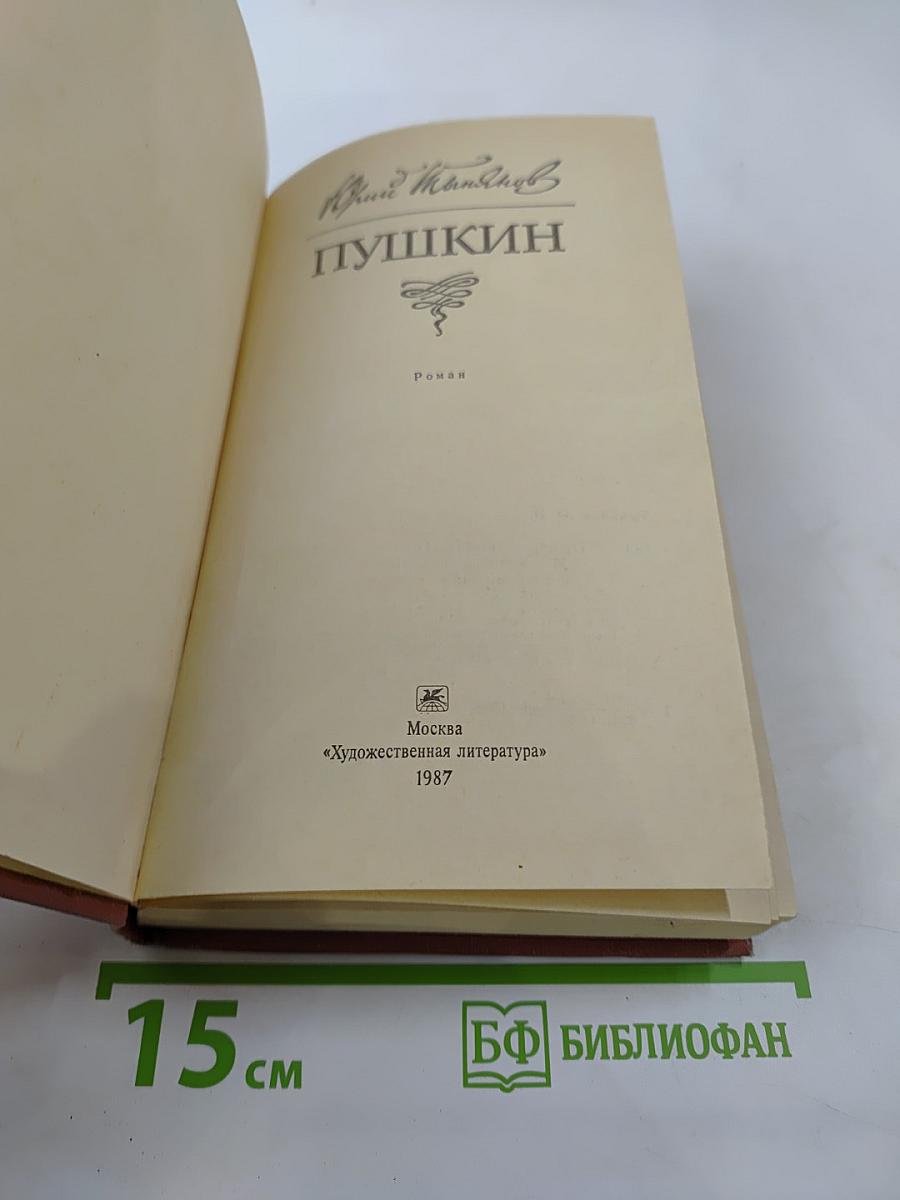 Юрий Тынянов
ПУШКИН
Роман
Москва
«Художественная литература»
1987
15 см
БФ БИБЛИОФАН